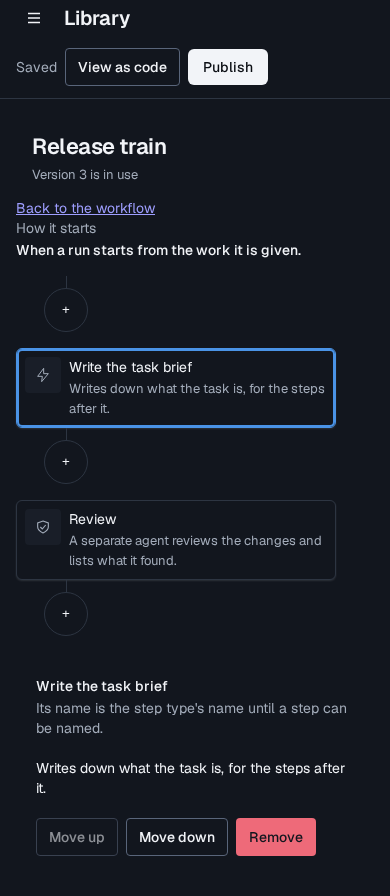 Library
Saved
View as code
Publish
Release train
Version 3 is in use
Back to the workflow
How it starts
When a run starts from the work it is given.
+
Write the task brief
Writes down what the task is, for the steps
after it.
+
Review
A separate agent reviews the changes and
lists what it found.
+
Write the task brief
Its name is the step type's name until a step can
be named.
Writes down what the task is, for the steps after
it.
Move up
Move down
Remove